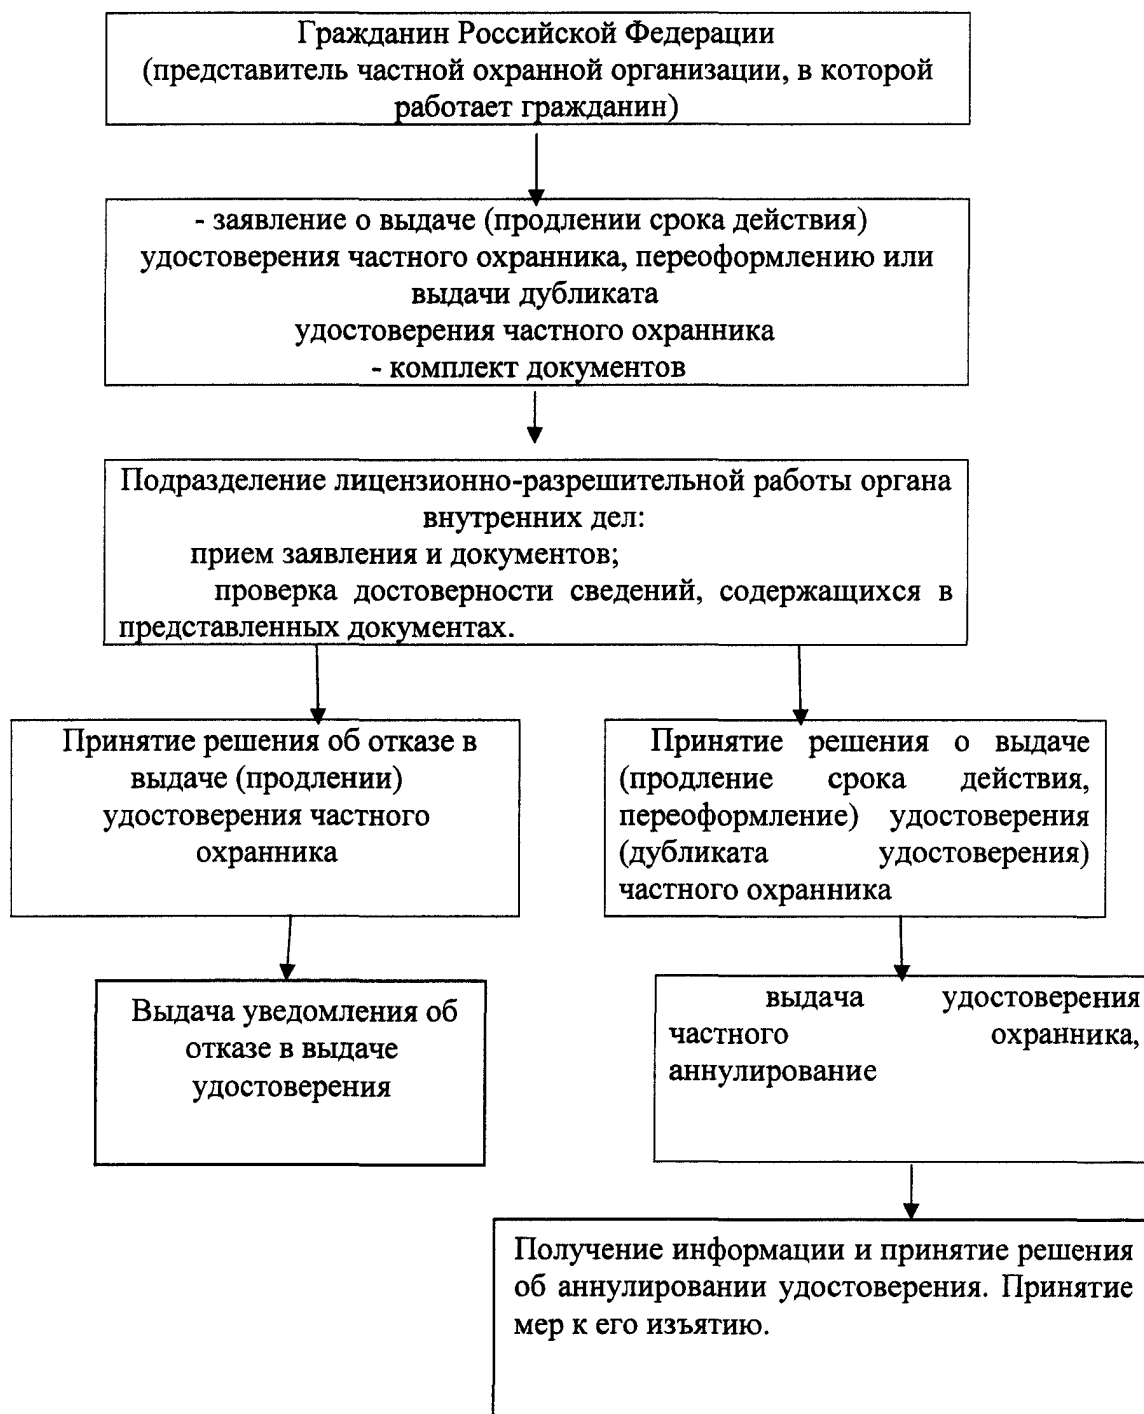 Гражданин Российской Федерации
(представитель частной охранной организации, в которой
работает гражданин)
- заявление о выдаче (продлении срока действия)
удостоверения частного охранника, переоформлению или
выдачи дубликата
удостоверения частного охранника
- комплект документов
Подразделение лицензионно-разрешительной работы органа
внутренних дел:
прием заявления и документов;
проверка достоверности сведений, содержащихся в
представленных документах.
Принятие решения об отказе в
выдаче (продлении)
удостоверения частного
охранника
Принятие решения о выдаче
(продление срока действия,
переоформление) удостоверения
(дубликата удостоверения)
частного охранника
Выдача уведомления об
отказе в выдаче
удостоверения
выдача удостоверения
частного охранника,
аннулирование
Получение информации и принятие решения
об аннулировании удостоверения. Принятие
мер к его изъятию.